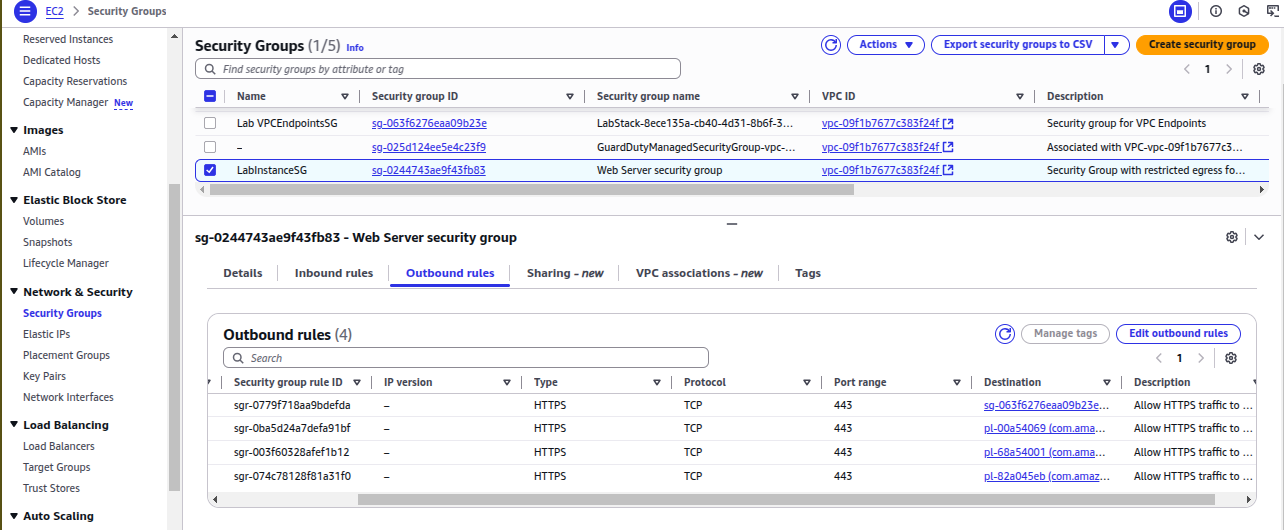 EC2 > Security Groups
Reserved Instances
Dedicated Hosts
Capacity Reservations
Capacity Manager New
Images
AMIs
AMI Catalog
Elastic Block Store
Volumes
Snapshots
Lifecycle Manager
Network & Security
Security Groups
Elastic IPs
Placement Groups
Key Pairs
Network Interfaces
Load Balancing
Load Balancers
Target Groups
Trust Stores
Auto Scaling
Security Groups (1/5) Info
Actions
Export security groups to CSV
Create security group
Find security groups by attribute or tag
1
Name Security group ID Security group name VPC ID Description
Lab VPCEndpointsSG sg-063f6276eaa09b23e LabStack-8ece135a-cb40-4d31-8b6f-3... vpc-09f1b7677c383f24f Security group for VPC Endpoints
– sg-025d124ee5e4c23f9 GuardDutyManagedSecurityGroup-vpc-... vpc-09f1b7677c383f24f Associated with VPC-vpc-09f1b7677c3...
LabInstanceSG sg-0244743ae9f43fb83 Web Server security group vpc-09f1b7677c383f24f Security Group with restricted egress fo...
sg-0244743ae9f43fb83 - Web Server security group
Details Inbound rules Outbound rules Sharing – new VPC associations – new Tags
Outbound rules (4)
Manage tags
Edit outbound rules
Search
1
Security group rule ID IP version Type Protocol Port range Destination Description
sgr-0779f718aa9bdefda – HTTPS TCP 443 sg-063f6276eaa09b23e... Allow HTTPS traffic to ...
sgr-0ba5d24a7defa91bf – HTTPS TCP 443 pl-00a54069 (com.ama... Allow HTTPS traffic to ...
sgr-003f60328afef1b12 – HTTPS TCP 443 pl-68a54001 (com.ama... Allow HTTPS traffic to ...
sgr-074c78128f81a31f0 – HTTPS TCP 443 pl-82a045eb (com.amaz... Allow HTTPS traffic to ...